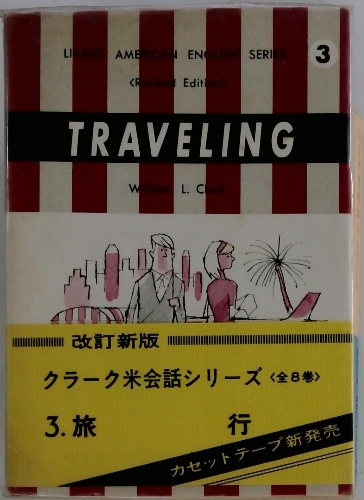 LIVING AMERICAN ENGLISH SERIES
3
<Revised Edition>
TRAVELING
William L. Clark
改訂新版
クラーク米会話シリーズ〈全8巻〉
3.旅 行
カセットテープ新発売